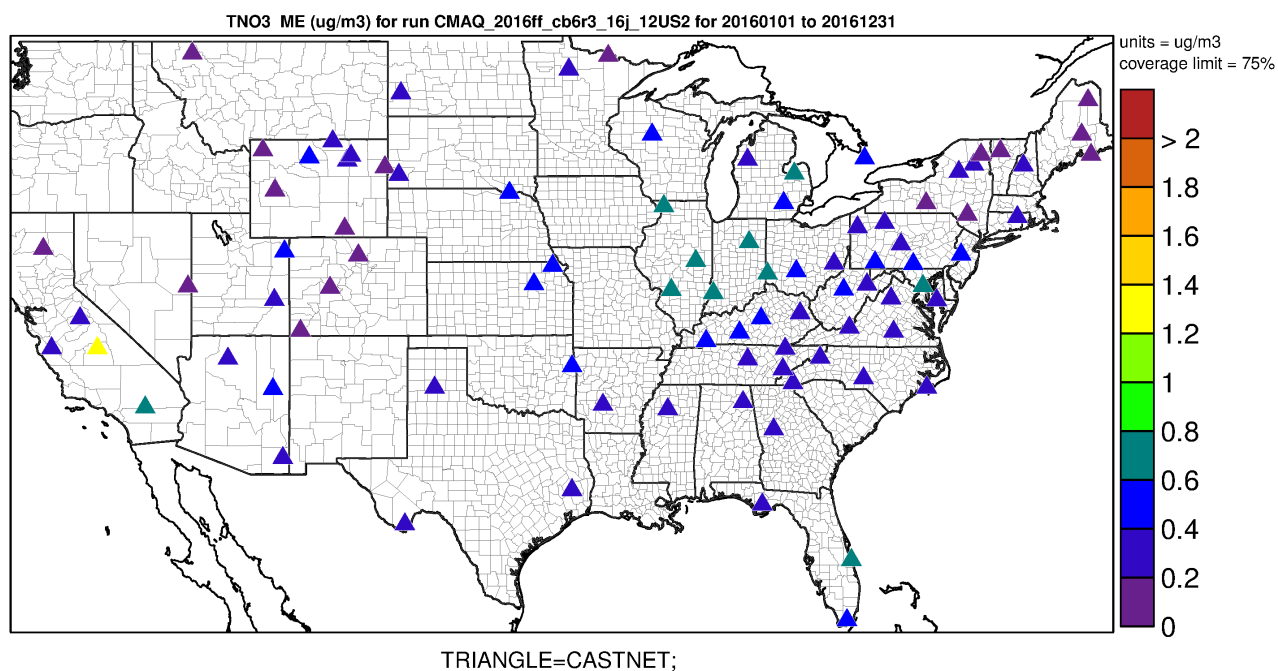 TNO3 ME (ug/m3) for run CMAQ_2016ff_cb6r3_16j_12US2 for 20160101 to 20161231
units = ug/m3
coverage limit = 75%
> 2
1.8
1.6
1.4
1.2
1
0.8
0.6
0.4
0.2
0
TRIANGLE=CASTNET;